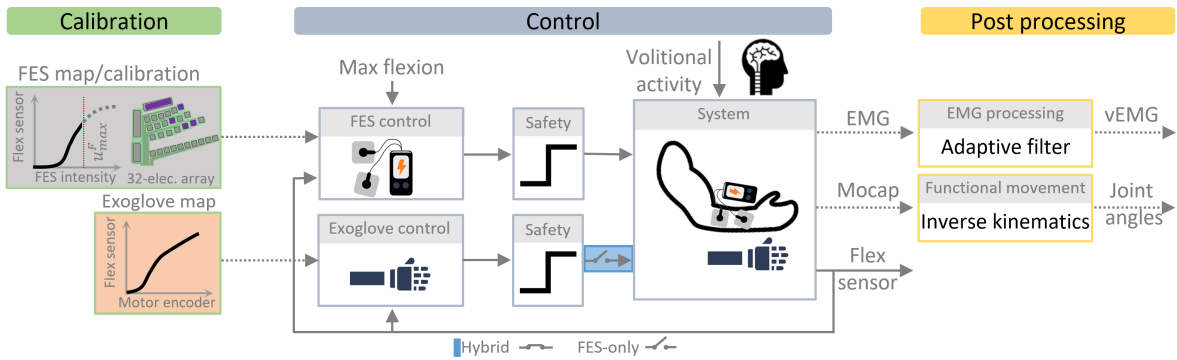 Calibration
Control
Post processing
FES map/calibration
Flex sensor
u^F_max
FES intensity
32-elec. array
Exoglove map
Flex sensor
Motor encoder
Max flexion
FES control
Safety
Exoglove control
Safety
Volitional
activity
System
EMG
Mocap
Flex
sensor
EMG processing
Adaptive filter
Functional movement
Inverse kinematics
vEMG
Joint
angles
Hybrid
FES-only